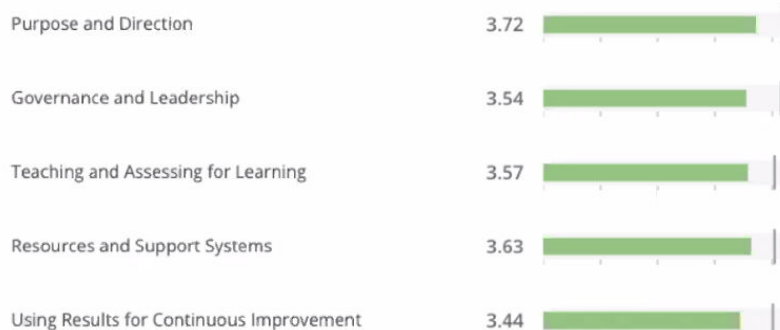 Purpose and Direction 3.72
Governance and Leadership 3.54
Teaching and Assessing for Learning 3.57
Resources and Support Systems 3.63
Using Results for Continuous Improvement 3.44